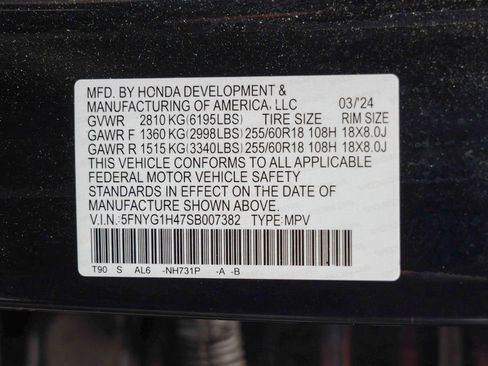 MFD. BY HONDA DEVELOPMENT &
MANUFACTURING OF AMERICA, LLC 03/'24
GVWR 2810 KG(6195LBS) TIRE SIZE RIM SIZE
GAWR F 1360 KG(2998LBS) 255/60R18 108H 18X8.0J
GAWR R 1515 KG(3340LBS) 255/60R18 108H 18X8.0J
THIS VEHICLE CONFORMS TO ALL APPLICABLE
FEDERAL MOTOR VEHICLE SAFETY
STANDARDS IN EFFECT ON THE DATE OF
MANUFACTURE SHOWN ABOVE.
V.I.N.: 5FNYG1H47SB007382 TYPE: MPV
T90 S AL6 -NH731P -A -B